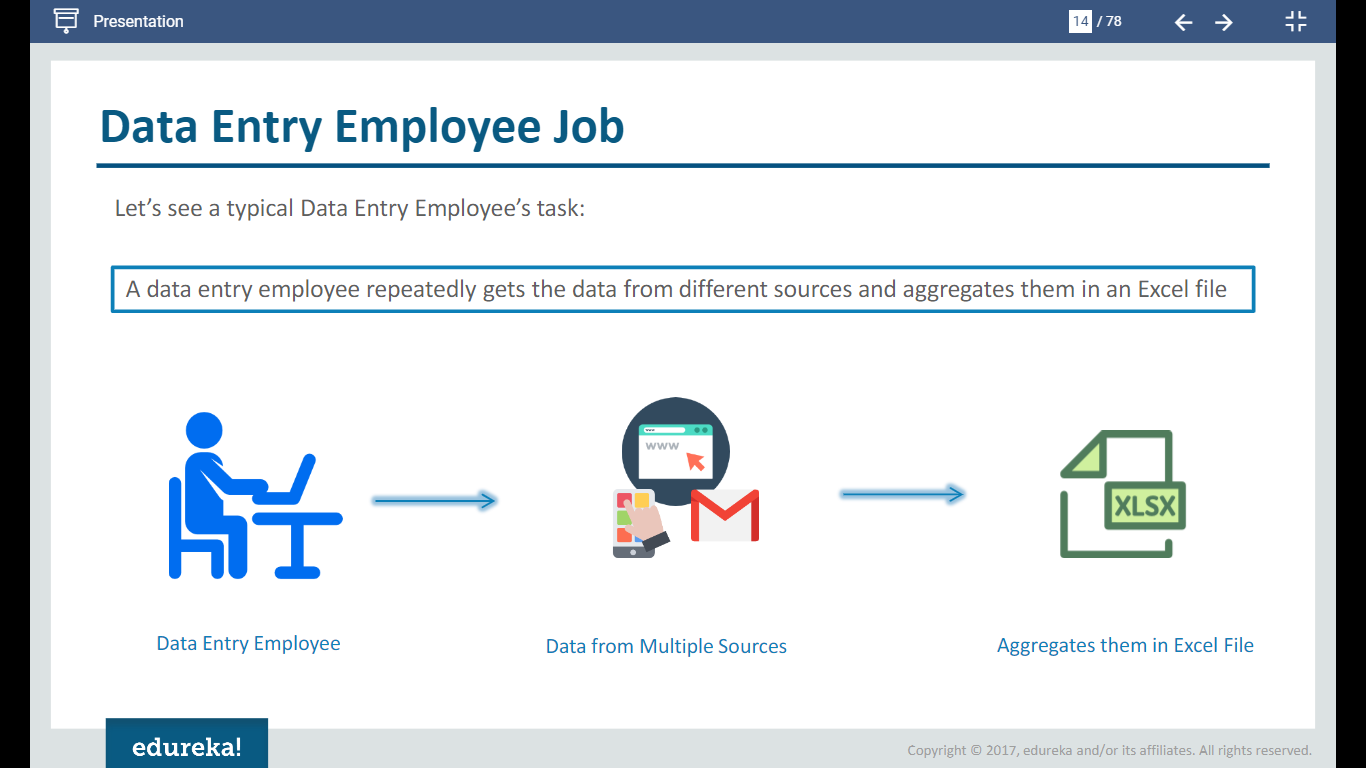 Presentation
14 / 78
Data Entry Employee Job
Let’s see a typical Data Entry Employee’s task:
A data entry employee repeatedly gets the data from different sources and aggregates them in an Excel file
www
www
XLSX
Data Entry Employee
Data from Multiple Sources
Aggregates them in Excel File
edureka!
Copyright © 2017, edureka and/or its affiliates. All rights reserved.